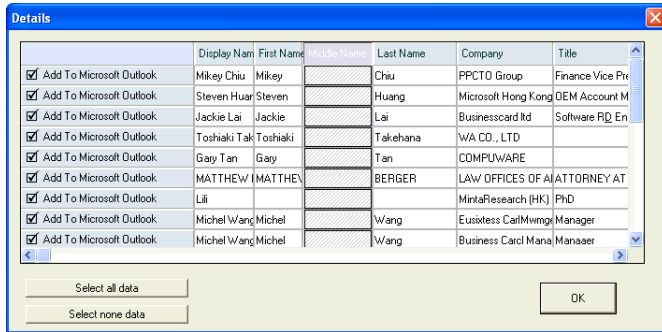 Details
Display Nam First Name Middle Name Last Name Company Title
Add To Microsoft Outlook Mikey Chiu Mikey Chiu PPCTO Group Finance Vice Pre
Add To Microsoft Outlook Steven Huar Steven Huang Microsoft Hong Kong OEM Account M
Add To Microsoft Outlook Jackie Lai Jackie Lai Businesscard ltd Software RD En
Add To Microsoft Outlook Toshiaki Tak Toshiaki Takehana WA CO., LTD
Add To Microsoft Outlook Gary Tan Gary Tan COMPUWARE
Add To Microsoft Outlook MATTHEW MATTHEW BERGER LAW OFFICES OF ATTORNEY AT
Add To Microsoft Outlook Lili MintaResearch (HK) PhD
Add To Microsoft Outlook Michel Wang Michel Wang Eusixtess CarlMwmge Manager
Add To Microsoft Outlook Michel Wang Michel Wang Business Carcl Mana Manaaer
Select all data
OK
Select none data